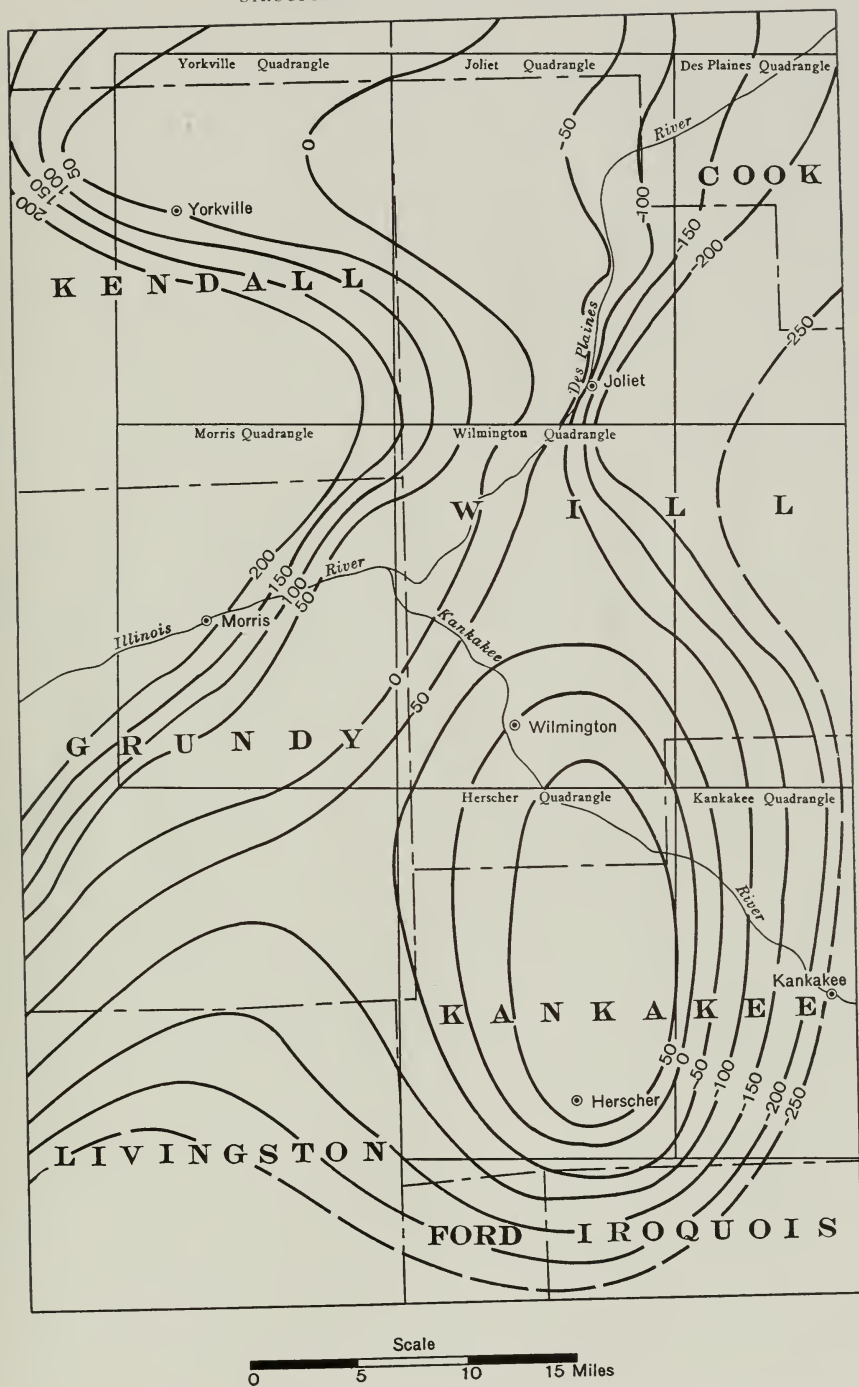 Yorkville Quadrangle
Joliet Quadrangle
Des Plaines Quadrangle
0
-50
River
-100
COOK
50
100
150
200
Yorkville
-150
-200
KENDALL
-250
Des Plaines
Joliet
Morris Quadrangle
Wilmington Quadrangle
WILL
200
150
100
50
River
Illinois
Morris
Kankakee
0
-50
GRUNDY
Wilmington
Herscher Quadrangle
Kankakee Quadrangle
River
Kankakee
KANKAKEE
50
0
-50
-100
-150
-200
-250
Herscher
LIVINGSTON
FORD
IROQUOIS
Scale
0 5 10 15 Miles